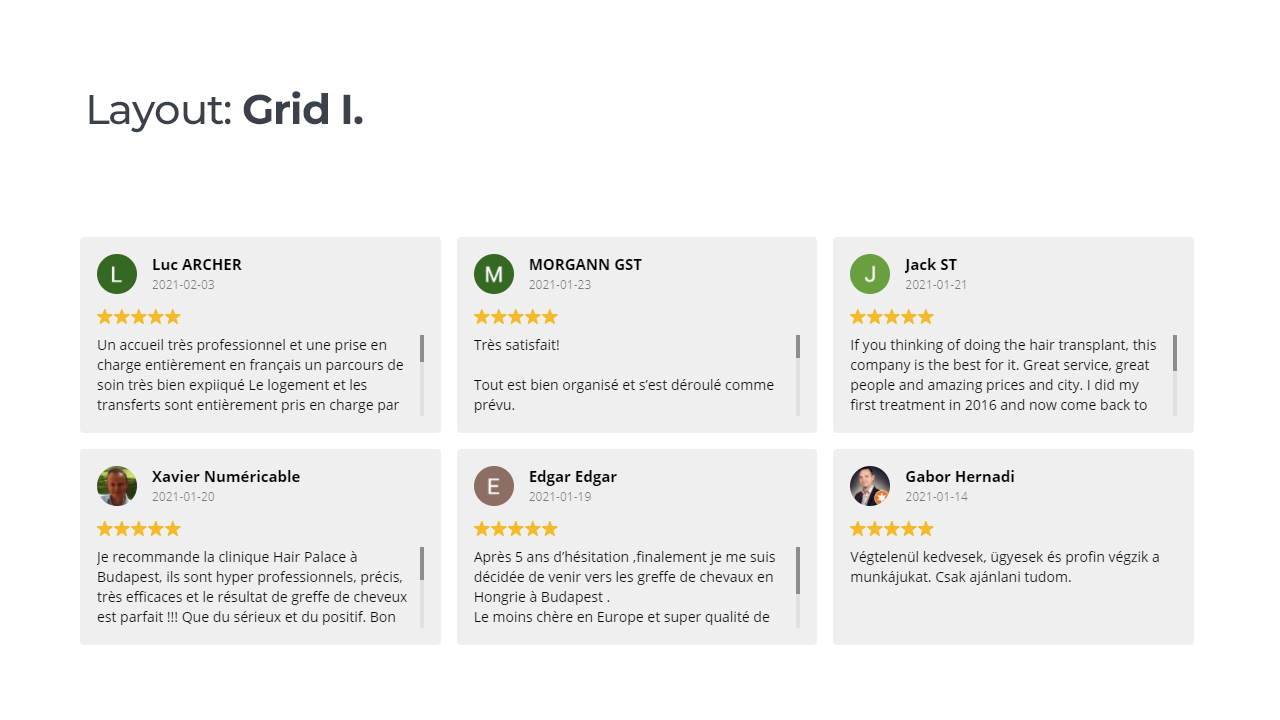 Layout: Grid I.
L
Luc ARCHER
2021-02-03
Un accueil très professionnel et une prise en
charge entièrement en français un parcours de
soin très bien expiiqué Le logement et les
transferts sont entièrement pris en charge par
M
MORGANN GST
2021-01-23
Très satisfait!
Tout est bien organisé et s’est déroulé comme
prévu.
J
Jack ST
2021-01-21
If you thinking of doing the hair transplant, this
company is the best for it. Great service, great
people and amazing prices and city. I did my
first treatment in 2016 and now come back to
Xavier Numéricable
2021-01-20
Je recommande la clinique Hair Palace à
Budapest, ils sont hyper professionnels, précis,
très efficaces et le résultat de greffe de cheveux
est parfait !!! Que du sérieux et du positif. Bon
E
Edgar Edgar
2021-01-19
Après 5 ans d’hésitation ,finalement je me suis
décidée de venir vers les greffe de chevaux en
Hongrie à Budapest .
Le moins chère en Europe et super qualité de
Gabor Hernadi
2021-01-14
Végtelenül kedvesek, ügyesek és profin végzik a
munkájukat. Csak ajánlani tudom.